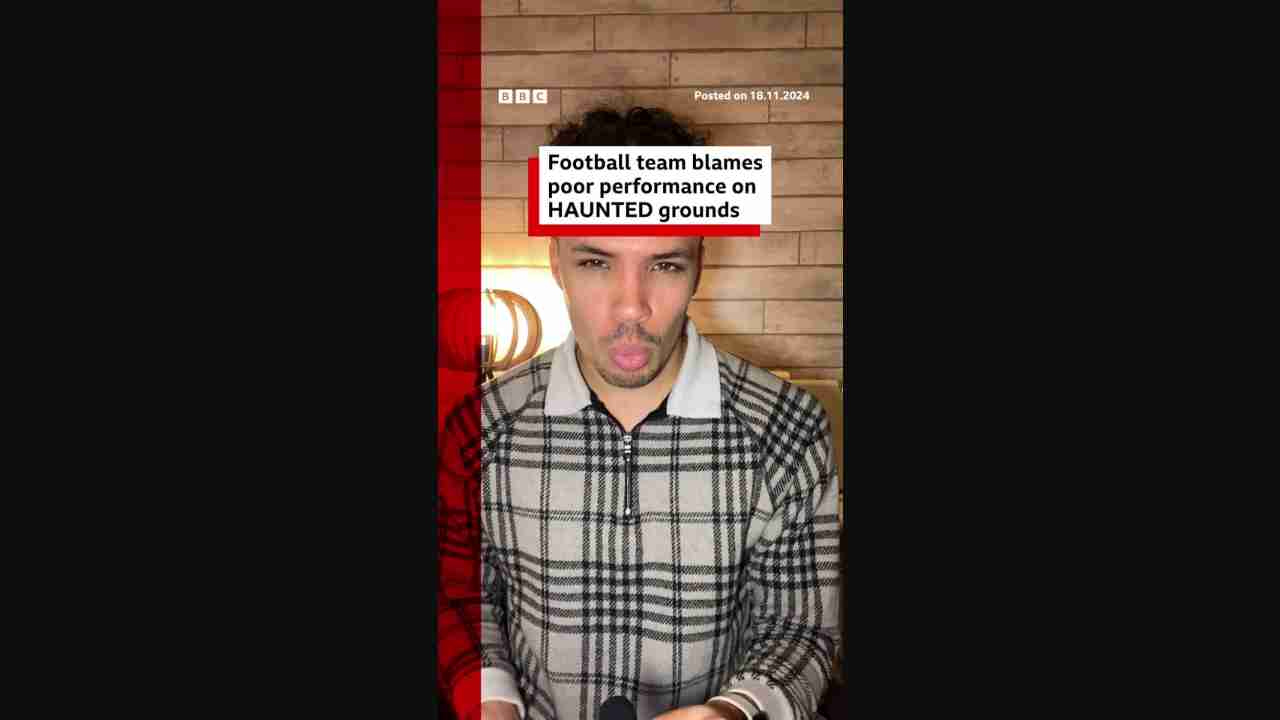 BBC
Posted on 18.11.2024
Football team blames
poor performance on
HAUNTED grounds